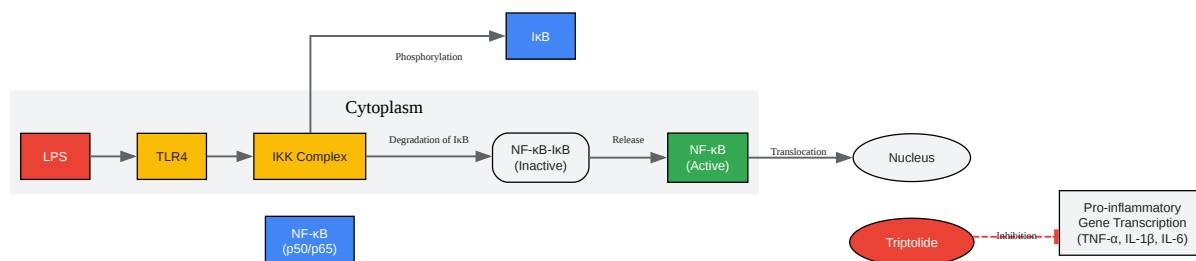 IκB
Phosphorylation
Cytoplasm
LPS
TLR4
IKK Complex
Degradation of IκB
NF-κB-IκB
(Inactive)
Release
NF-κB
(Active)
Translocation
Nucleus
NF-κB
(p50/p65)
Triptolide
Inhibition
Pro-inflammatory
Gene Transcription
(TNF-α, IL-1β, IL-6)